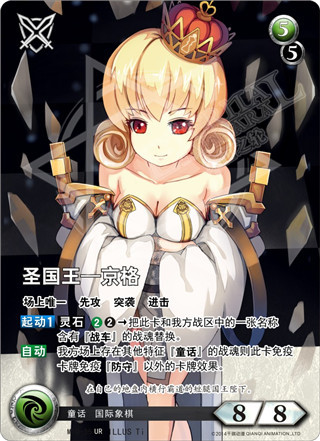 5
5
圣国王—京格
场上唯一 先攻 突袭 进击
起动1 灵石 2 2 →把此卡和我方战区中的一张名称
含有『战车』的战魂替换。
自动 我方场上存在其他特征『童话』的战魂则此卡免疫
卡牌免疫『防守』以外的卡牌效果。
在自己的地盘内横行霸道的短腿国王陛下。
童话 国际象棋
UR ILLUS Ti
8 / 8